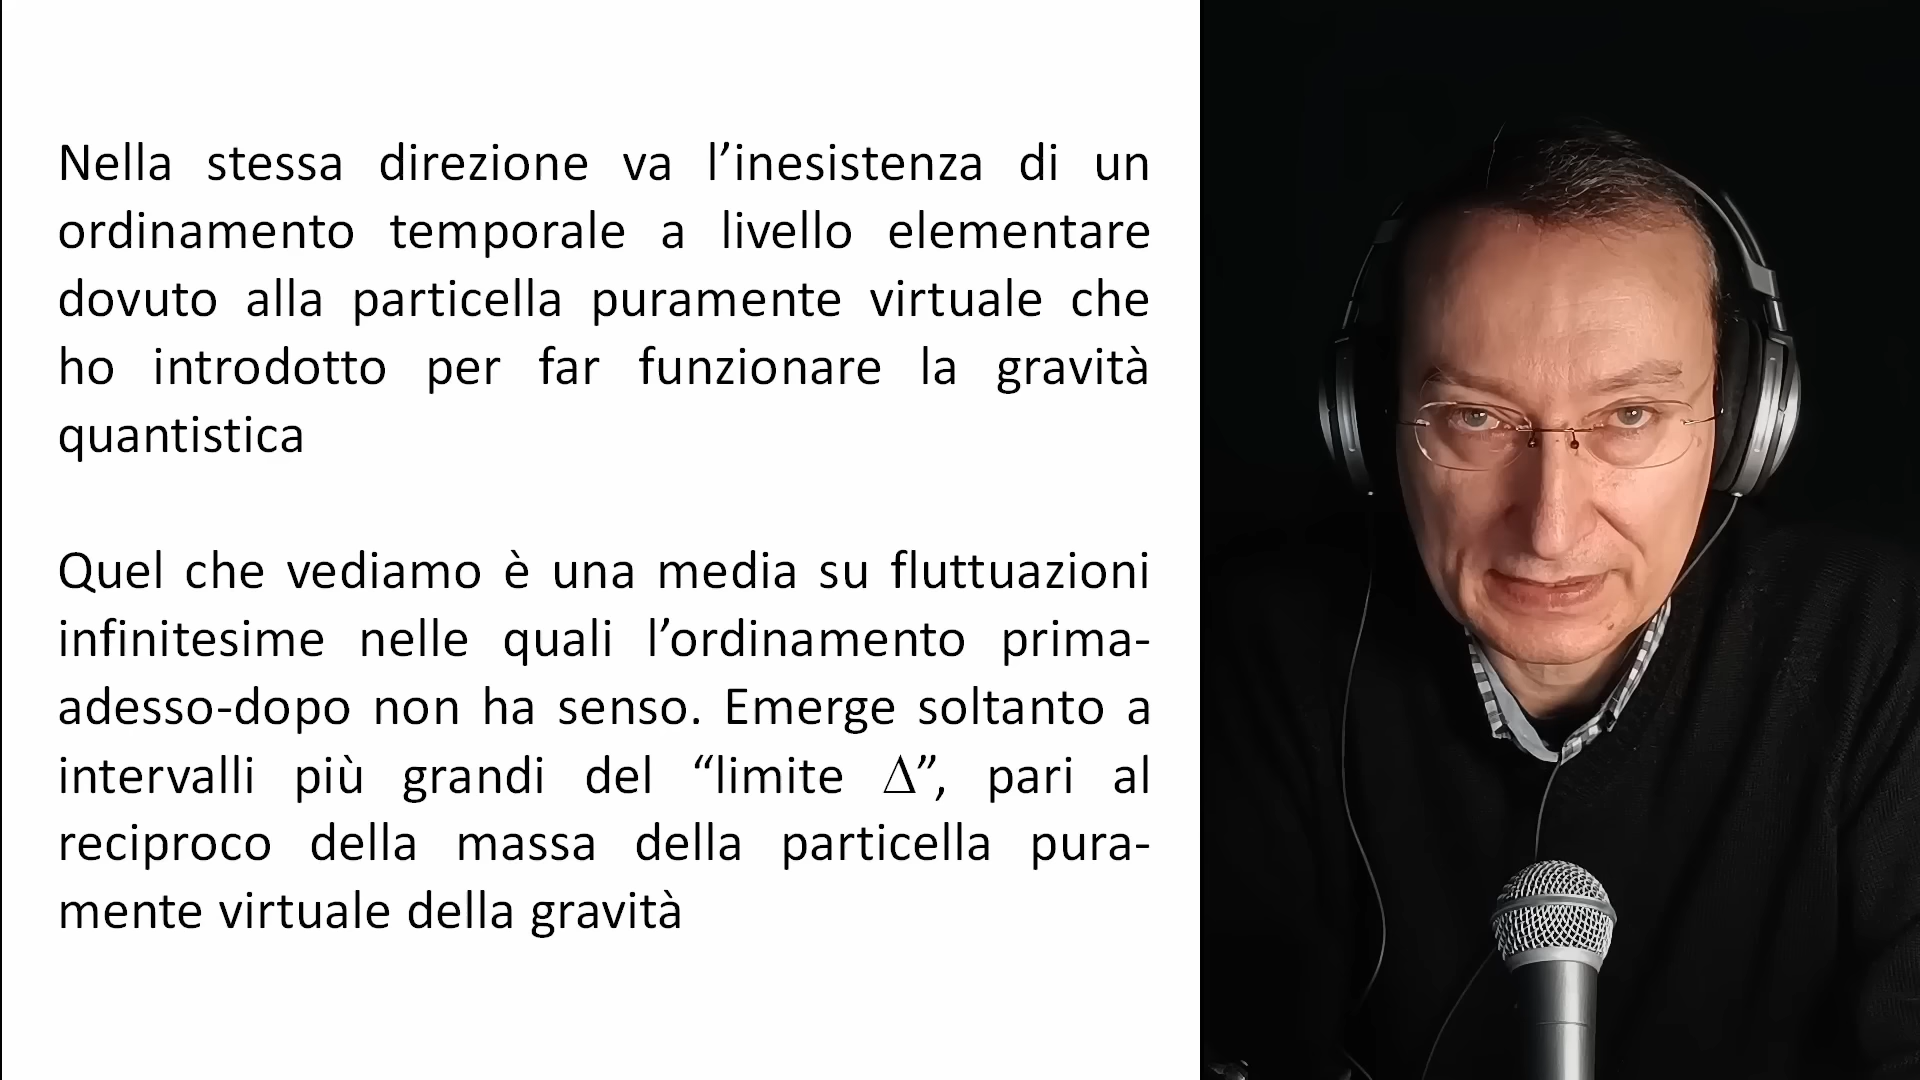 Nella stessa direzione va l’inesistenza di un
ordinamento temporale a livello elementare
dovuto alla particella puramente virtuale che
ho introdotto per far funzionare la gravità
quantistica
Quel che vediamo è una media su fluttuazioni
infinitesime nelle quali l’ordinamento prima-
adesso-dopo non ha senso. Emerge soltanto a
intervalli più grandi del “limite Δ”, pari al
reciproco della massa della particella pura-
mente virtuale della gravità